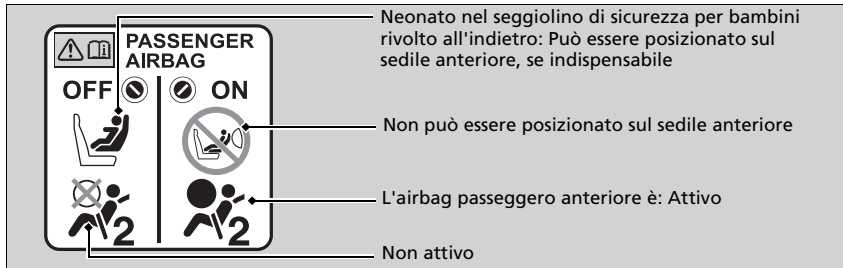 Neonato nel seggiolino di sicurezza per bambini
rivolto all'indietro: Può essere posizionato sul
sedile anteriore, se indispensabile
PASSENGER
AIRBAG
OFF ON
Non può essere posizionato sul sedile anteriore
L'airbag passeggero anteriore è: Attivo
2 2
Non attivo